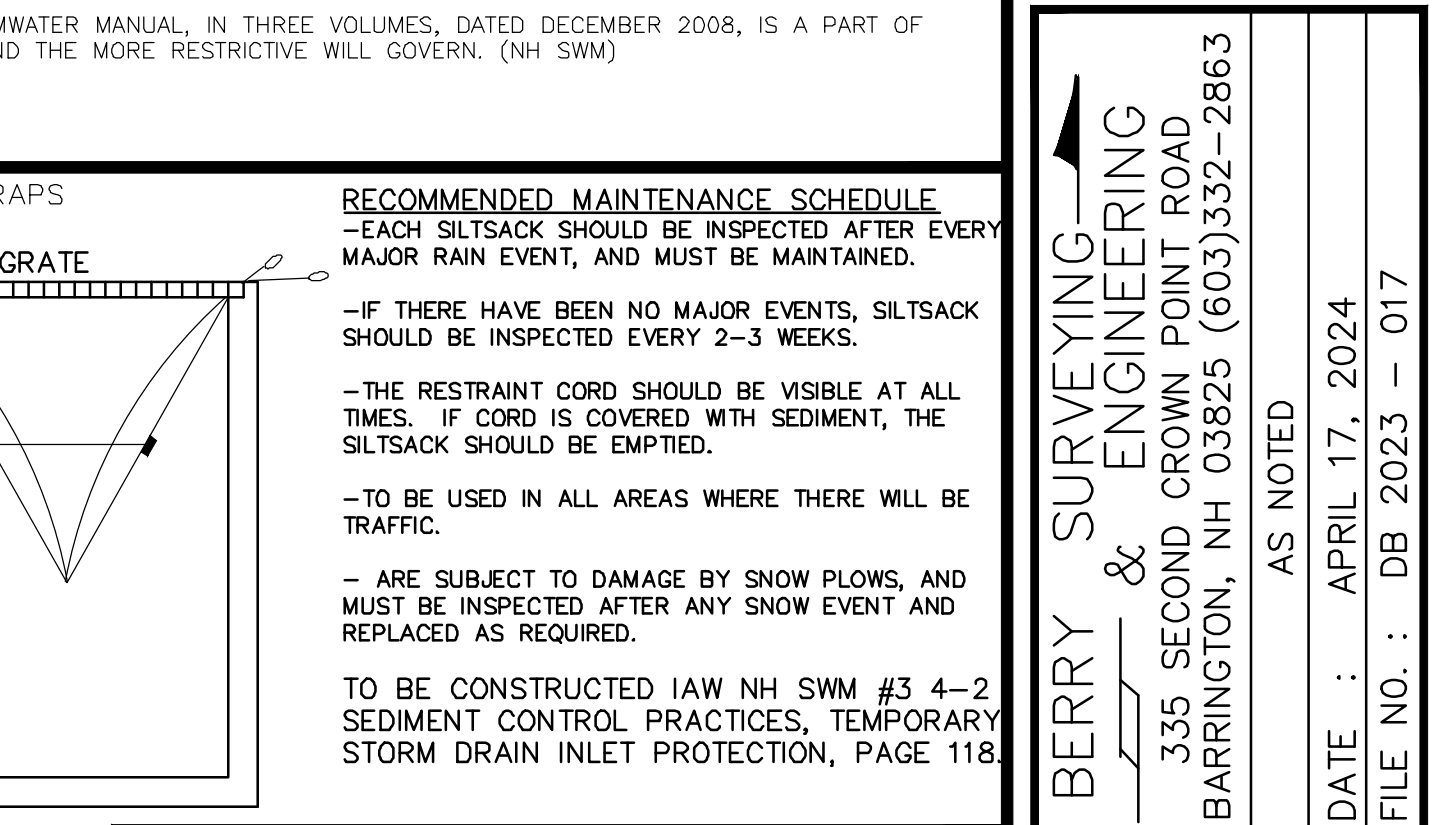 MWATER MANUAL, IN THREE VOLUMES, DATED DECEMBER 2008, IS A PART OF
ND THE MORE RESTRICTIVE WILL GOVERN. (NH SWM)
RAPS
GRATE
RECOMMENDED MAINTENANCE SCHEDULE
-EACH SILTSACK SHOULD BE INSPECTED AFTER EVERY
MAJOR RAIN EVENT, AND MUST BE MAINTAINED.
-IF THERE HAVE BEEN NO MAJOR EVENTS, SILTSACK
SHOULD BE INSPECTED EVERY 2-3 WEEKS.
-THE RESTRAINT CORD SHOULD BE VISIBLE AT ALL
TIMES. IF CORD IS COVERED WITH SEDIMENT, THE
SILTSACK SHOULD BE EMPTIED.
-TO BE USED IN ALL AREAS WHERE THERE WILL BE
TRAFFIC.
- ARE SUBJECT TO DAMAGE BY SNOW PLOWS, AND
MUST BE INSPECTED AFTER ANY SNOW EVENT AND
REPLACED AS REQUIRED.
TO BE CONSTRUCTED IAW NH SWM #3 4-2
SEDIMENT CONTROL PRACTICES, TEMPORARY
STORM DRAIN INLET PROTECTION, PAGE 118.
BERRY SURVEYING
& ENGINEERING
335 SECOND CROWN POINT ROAD
BARRINGTON, NH 03825 (603)332-2863
AS NOTED
DATE : APRIL 17, 2024
FILE NO. : DB 2023 - 017